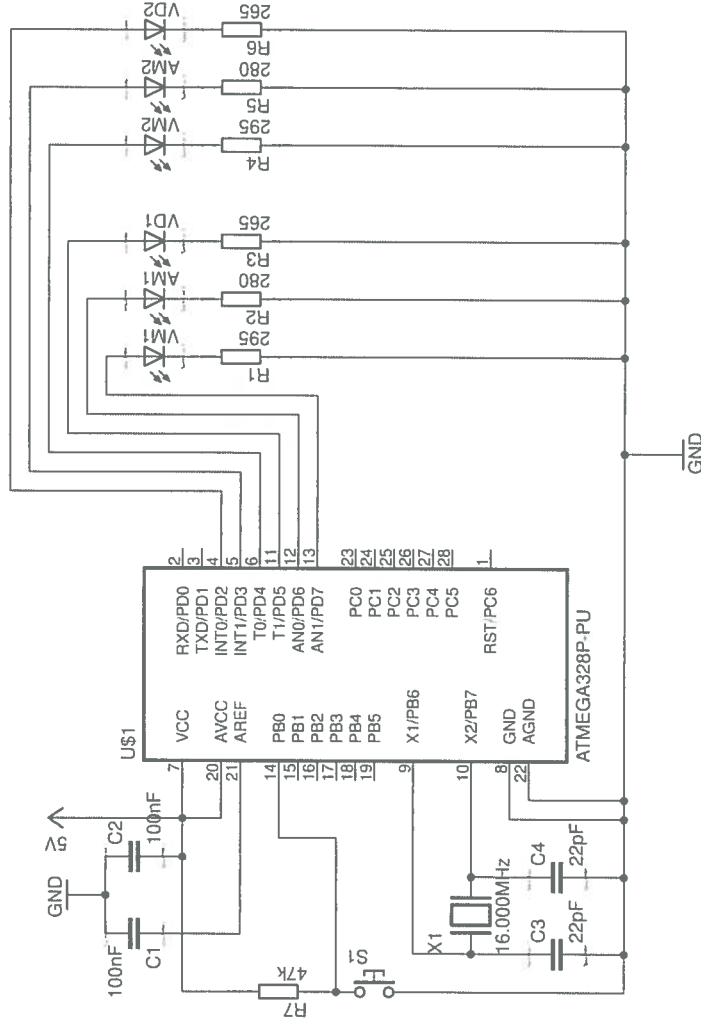 VD2
265
R6
AM2
280
R5
VM2
295
R4
VD1
265
R3
AM1
280
R2
VM1
295
R1
GND
2
3
4
5
6
11
12
13
23
24
25
26
27
28
1
RXD/PD0
TXD/PD1
INT0/PD2
INT1/PD3
T0/PD4
T1/PD5
AN0/PD6
AN1/PD7
PC0
PC1
PC2
PC3
PC4
PC5
RST/PC6
U$1
VCC
AVCC
AREF
PB0
PB1
PB2
PB3
PB4
PB5
X1/PB6
X2/PB7
GND
AGND
ATMEGA328P-PU
7
20
21
14
15
16
17
18
19
9
10
8
22
5V
GND
C2
100nF
100nF
C1
X1
16.000MHz
C4
22pF
C3
22pF
S1
47k
R7